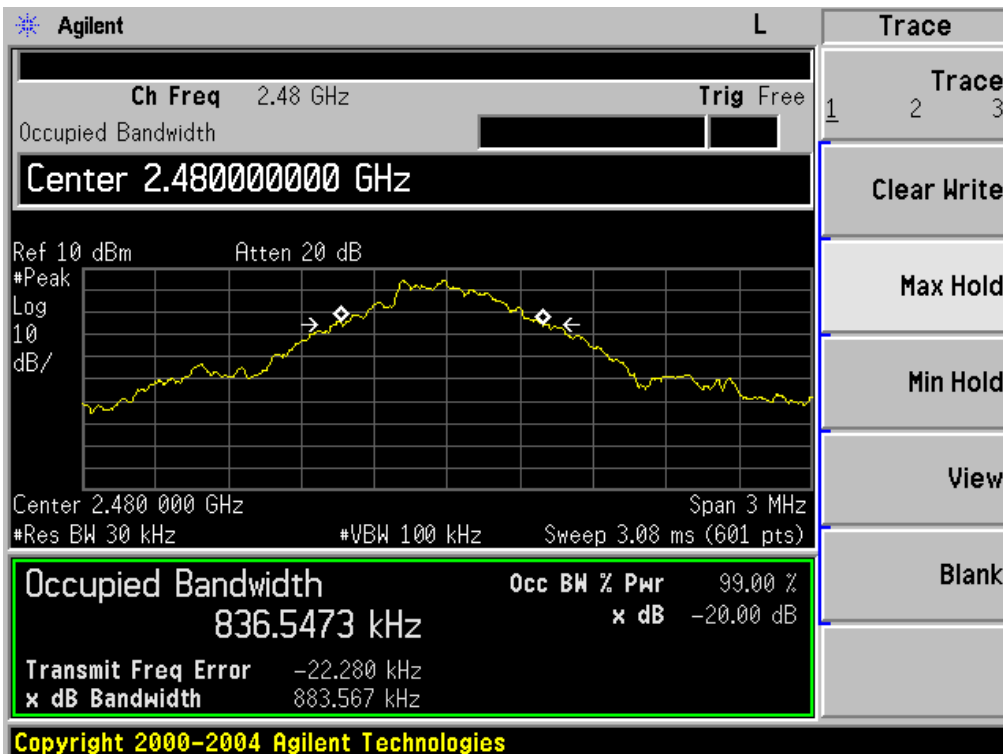 Agilent L Trace
Ch Freq 2.48 GHz Trig Free
Occupied Bandwidth
Center 2.480000000 GHz
Ref 10 dBm Atten 20 dB
#Peak
Log
10
dB/
Center 2.480 000 GHz Span 3 MHz
#Res BW 30 kHz #VBW 100 kHz Sweep 3.08 ms (601 pts)
Occupied Bandwidth Occ BW % Pwr 99.00 %
836.5473 kHz x dB -20.00 dB
Transmit Freq Error -22.280 kHz
x dB Bandwidth 883.567 kHz
Copyright 2000-2004 Agilent Technologies
Trace
1 2 3
Clear Write
Max Hold
Min Hold
View
Blank